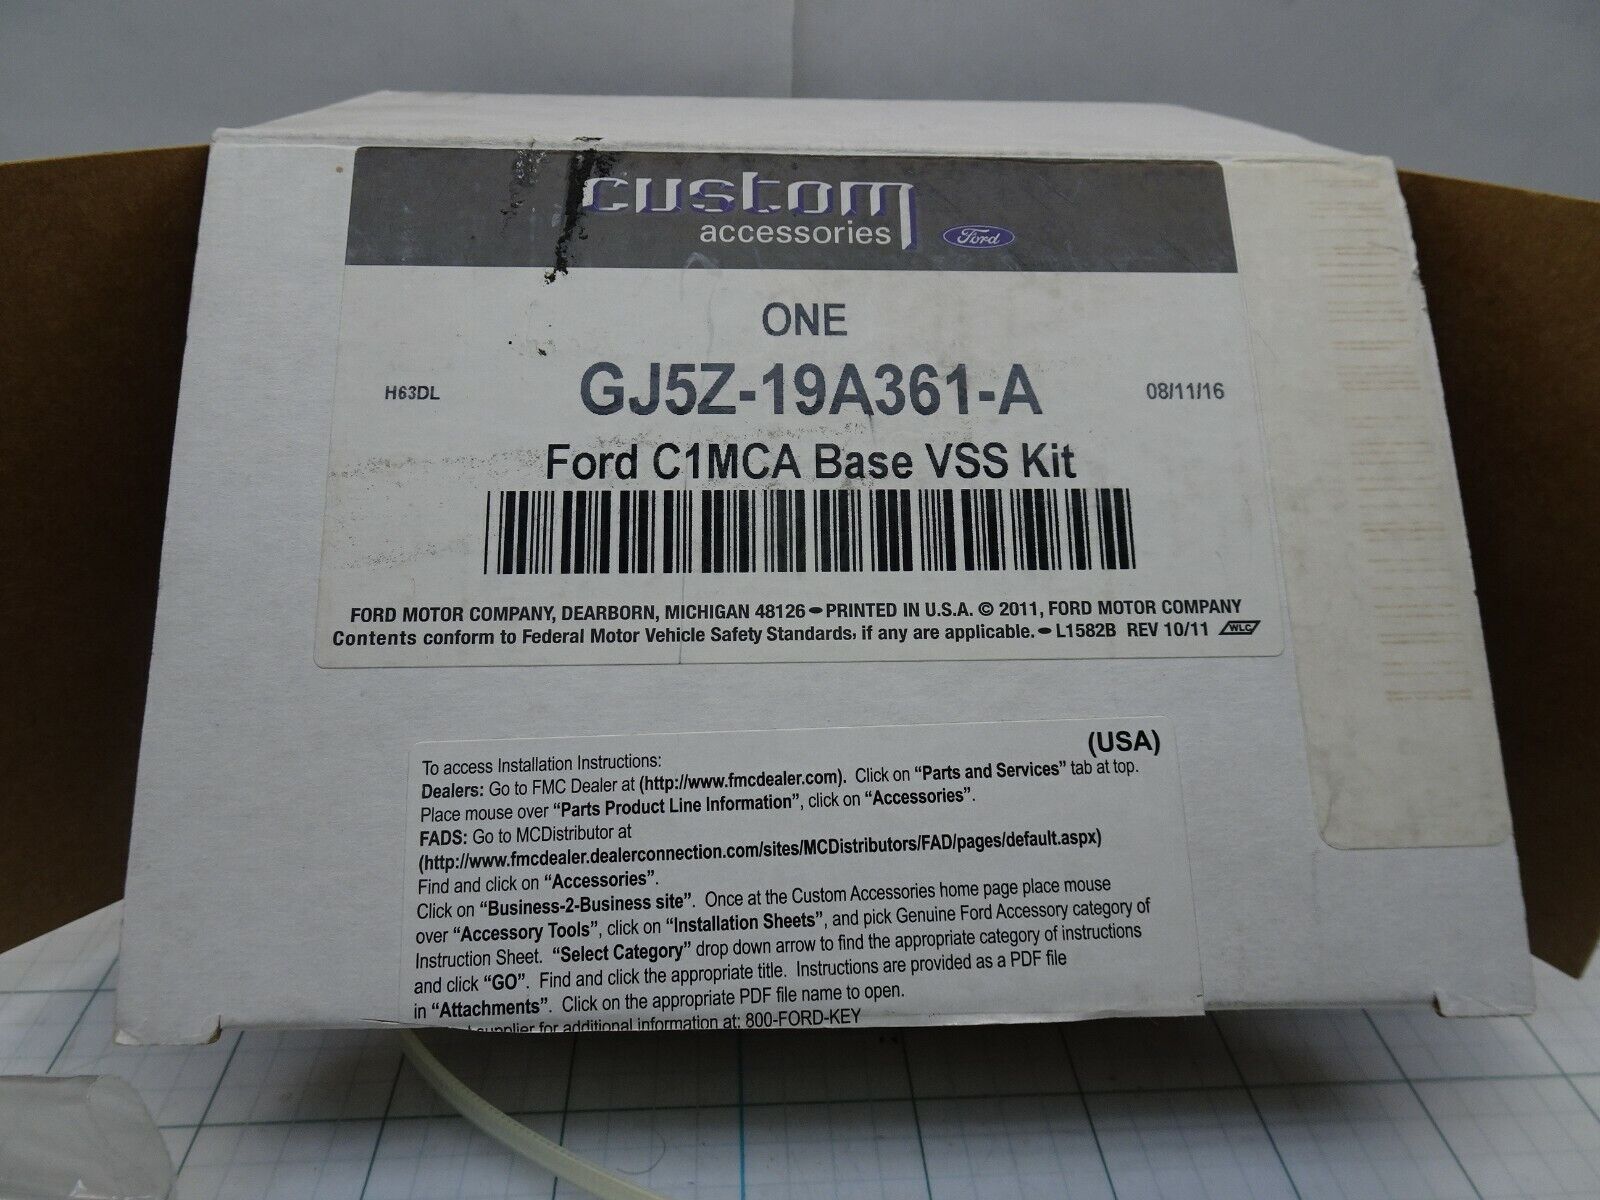 custom
accessories
Ford
ONE
H63DL
GJ5Z-19A361-A
08/11/16
Ford C1MCA Base VSS Kit
FORD MOTOR COMPANY, DEARBORN, MICHIGAN 48126 • PRINTED IN U.S.A. © 2011, FORD MOTOR COMPANY
Contents conform to Federal Motor Vehicle Safety Standards, if any are applicable. • L1582B REV 10/11 WLC
(USA)
To access Installation Instructions:
Dealers: Go to FMC Dealer at (http://www.fmcdealer.com). Click on “Parts and Services” tab at top.
Place mouse over “Parts Product Line Information”, click on “Accessories”.
FADS: Go to MCDistributor at
(http://www.fmcdealer.dealerconnection.com/sites/MCDistributors/FAD/pages/default.aspx)
Find and click on “Accessories”.
Click on “Business-2-Business site”. Once at the Custom Accessories home page place mouse
over “Accessory Tools”, click on “Installation Sheets”, and pick Genuine Ford Accessory category of
Instruction Sheet. “Select Category” drop down arrow to find the appropriate category of instructions
and click “GO”. Find and click the appropriate title. Instructions are provided as a PDF file
in “Attachments”. Click on the appropriate PDF file name to open.
supplier for additional information at: 800-FORD-KEY